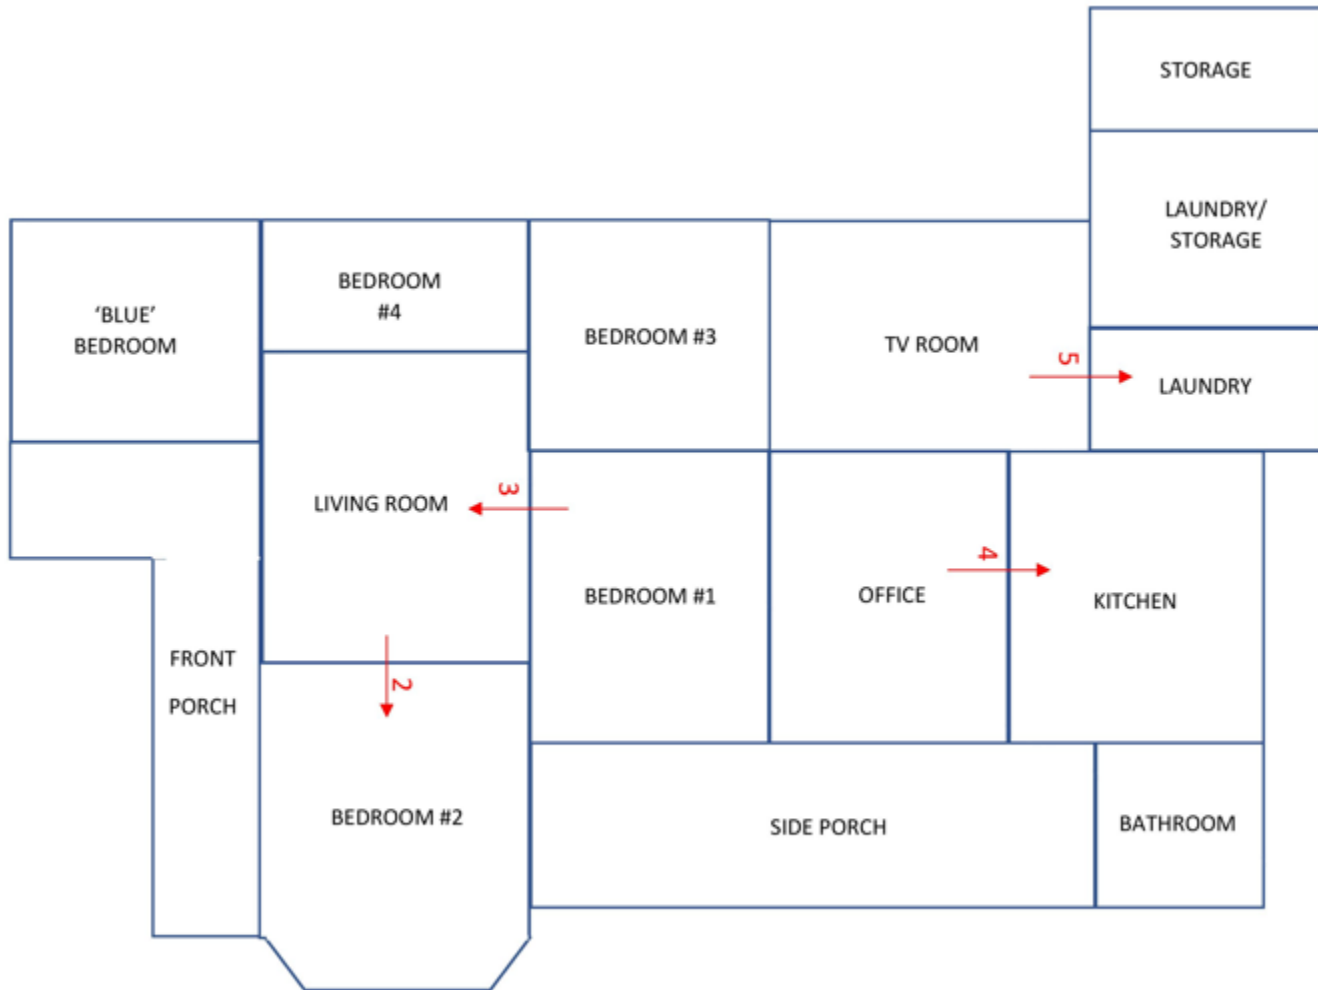 STORAGE
LAUNDRY/
STORAGE
‘BLUE’
BEDROOM
BEDROOM
#4
BEDROOM #3
TV ROOM
5
LAUNDRY
LIVING ROOM
3
BEDROOM #1
OFFICE
4
KITCHEN
FRONT
PORCH
2
BEDROOM #2
SIDE PORCH
BATHROOM